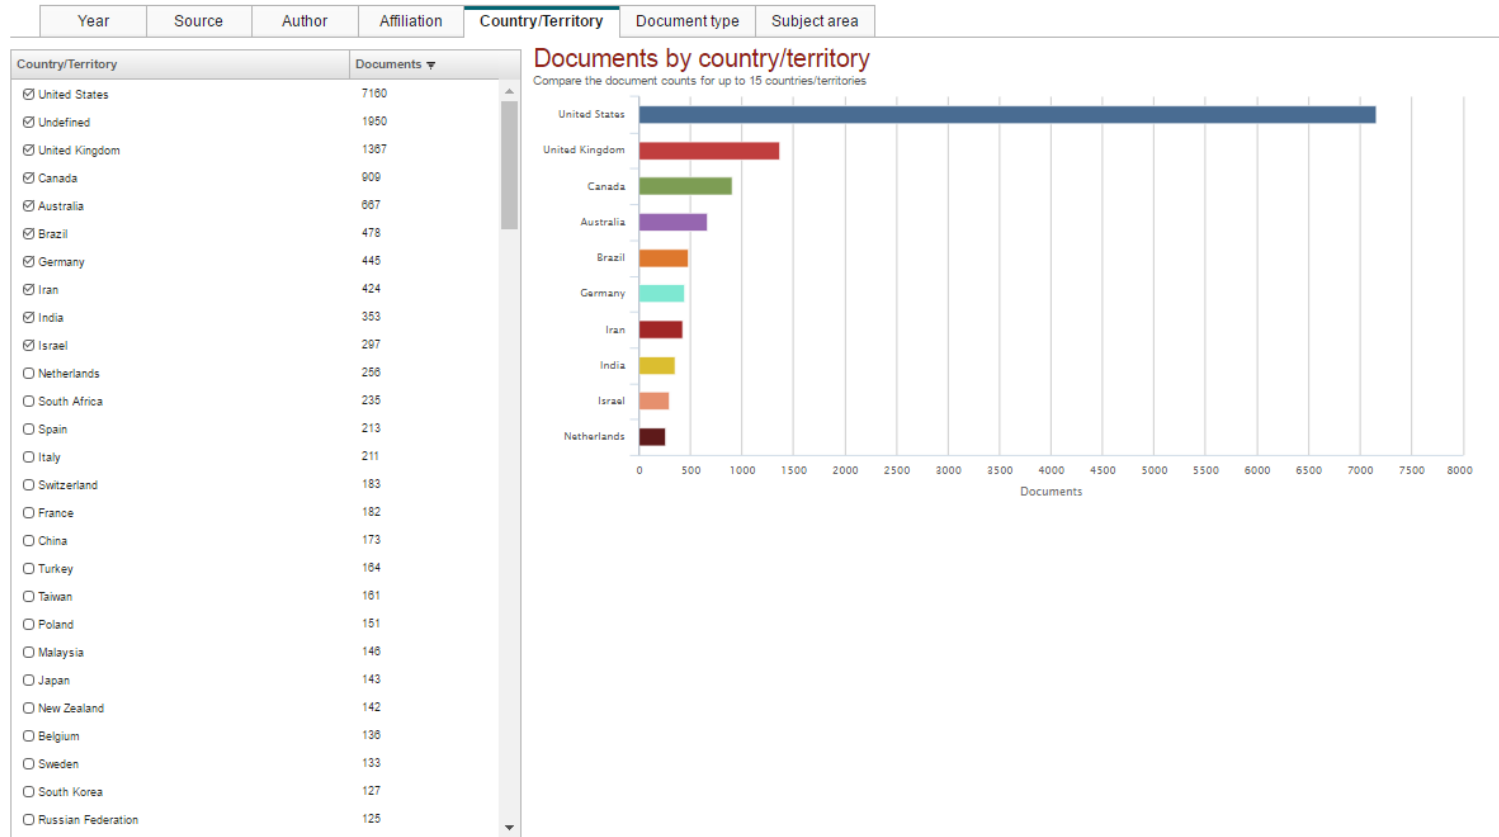 Year Source Author Affiliation Country/Territory Document type Subject area
Country/Territory Documents
United States 7160
Undefined 1950
United Kingdom 1367
Canada 909
Australia 667
Brazil 478
Germany 445
Iran 424
India 353
Israel 297
Netherlands 256
South Africa 235
Spain 213
Italy 211
Switzerland 183
France 182
China 173
Turkey 164
Taiwan 161
Poland 151
Malaysia 146
Japan 143
New Zealand 142
Belgium 136
Sweden 133
South Korea 127
Russian Federation 125
Documents by country/territory
Compare the document counts for up to 15 countries/territories
United States
United Kingdom
Canada
Australia
Brazil
Germany
Iran
India
Israel
Netherlands
0 500 1000 1500 2000 2500 3000 3500 4000 4500 5000 5500 6000 6500 7000 7500 8000
Documents